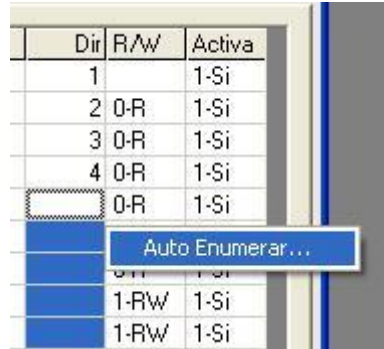 Dir R/W Activa
1 1-Si
2 0-R 1-Si
3 0-R 1-Si
4 0-R 1-Si
0-R 1-Si
Auto Enumerar...
1-RW 1-Si
1-RW 1-Si